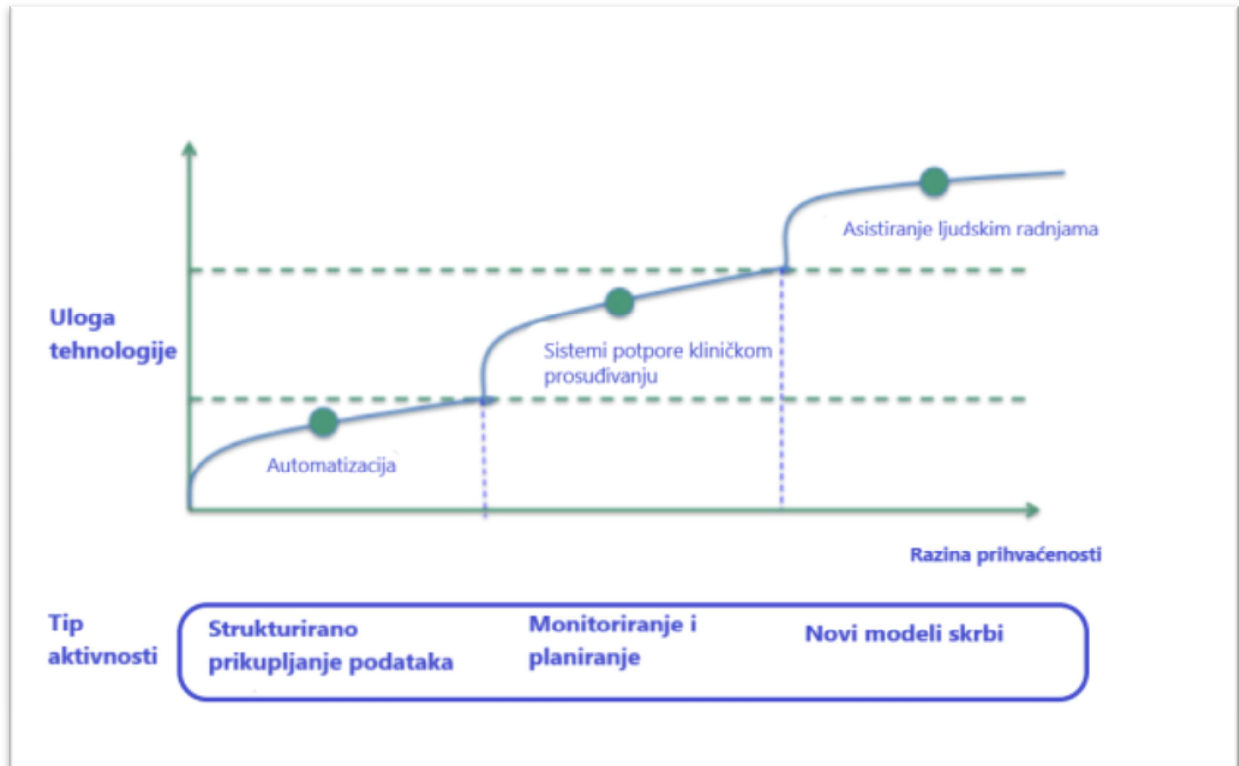 Asistiranje ljudskim radnjama
Uloga
tehnologije
Sistemi potpore kliničkom
prosuđivanju
Automatizacija
Razina prihvaćenosti
Tip
aktivnosti
Strukturirano
prikupljanje podataka
Monitoriranje i
planiranje
Novi modeli skrbi